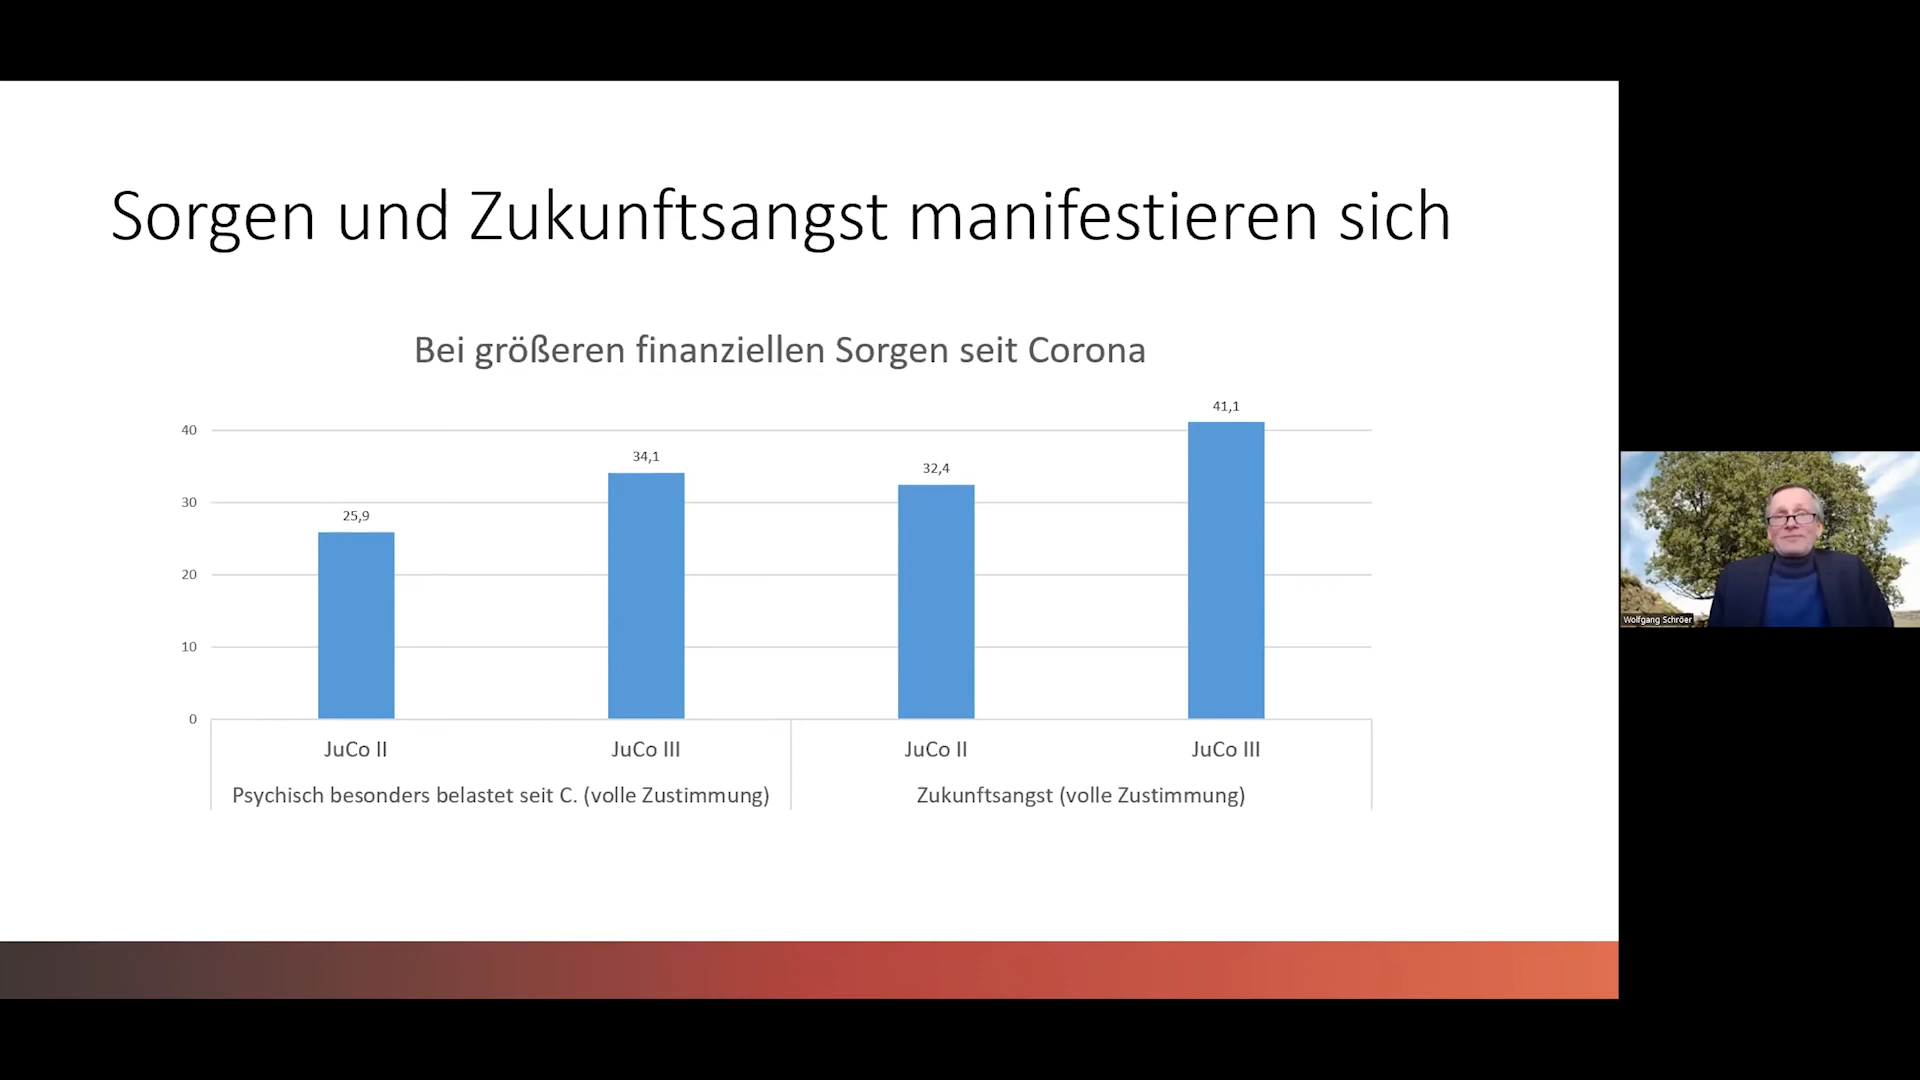 Sorgen und Zukunftsangst manifestieren sich
Bei größeren finanziellen Sorgen seit Corona
40
30
20
10
0
25,9
34,1
32,4
41,1
JuCo II
JuCo III
JuCo II
JuCo III
Psychisch besonders belastet seit C. (volle Zustimmung)
Zukunftsangst (volle Zustimmung)
Wolfgang Schröer